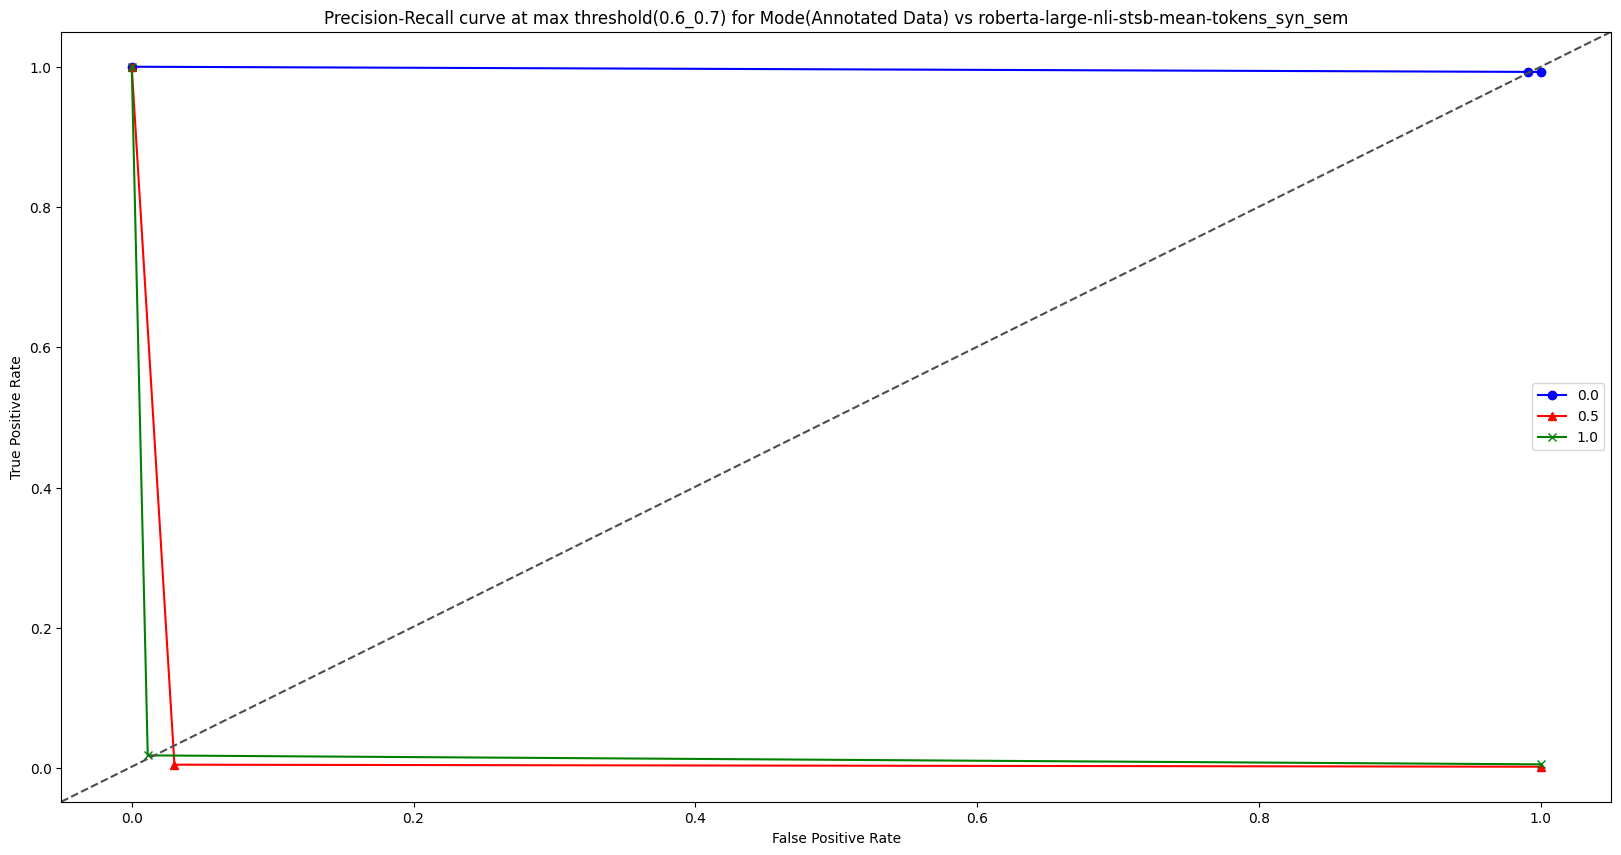 Precision-Recall curve at max threshold(0.6_0.7) for Mode(Annotated Data) vs roberta-large-nli-stsb-mean-tokens_syn_sem
1.0
0.8
0.6
0.4
0.2
0.0
True Positive Rate
0.0
0.5
1.0
0.0 0.2 0.4 0.6 0.8 1.0
False Positive Rate